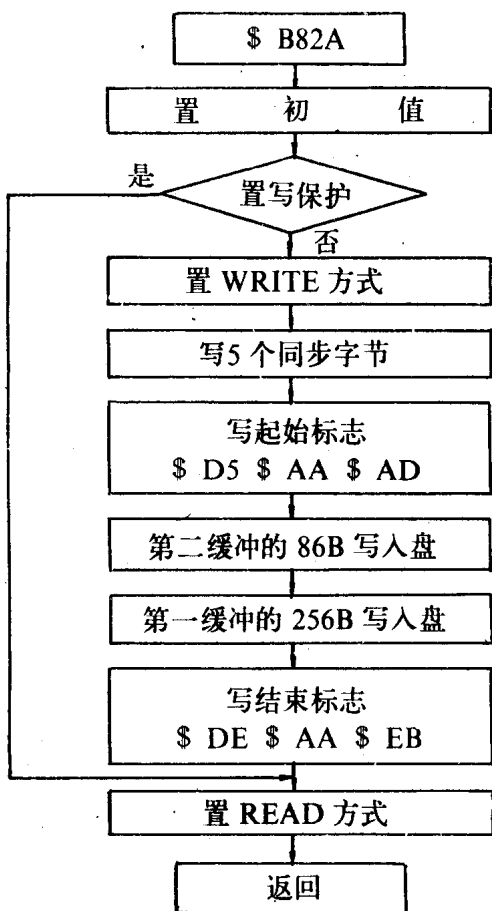 $ B82A
置 初 值
是
置写保护
否
置 WRITE 方式
写5 个同步字节
写起始标志
$ D5 $ AA $ AD
第二缓冲的 86B 写入盘
第一缓冲的 256B 写入盘
写结束标志
$ DE $ AA $ EB
置 READ 方式
返回